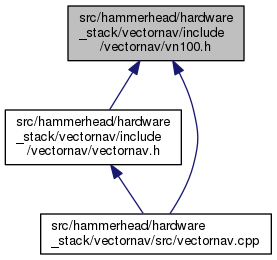 src/hammerhead/hardware
_stack/vectornav/include
/vectornav/vn100.h
src/hammerhead/hardware
_stack/vectornav/include
/vectornav/vectornav.h
src/hammerhead/hardware
_stack/vectornav/src/vectornav.cpp